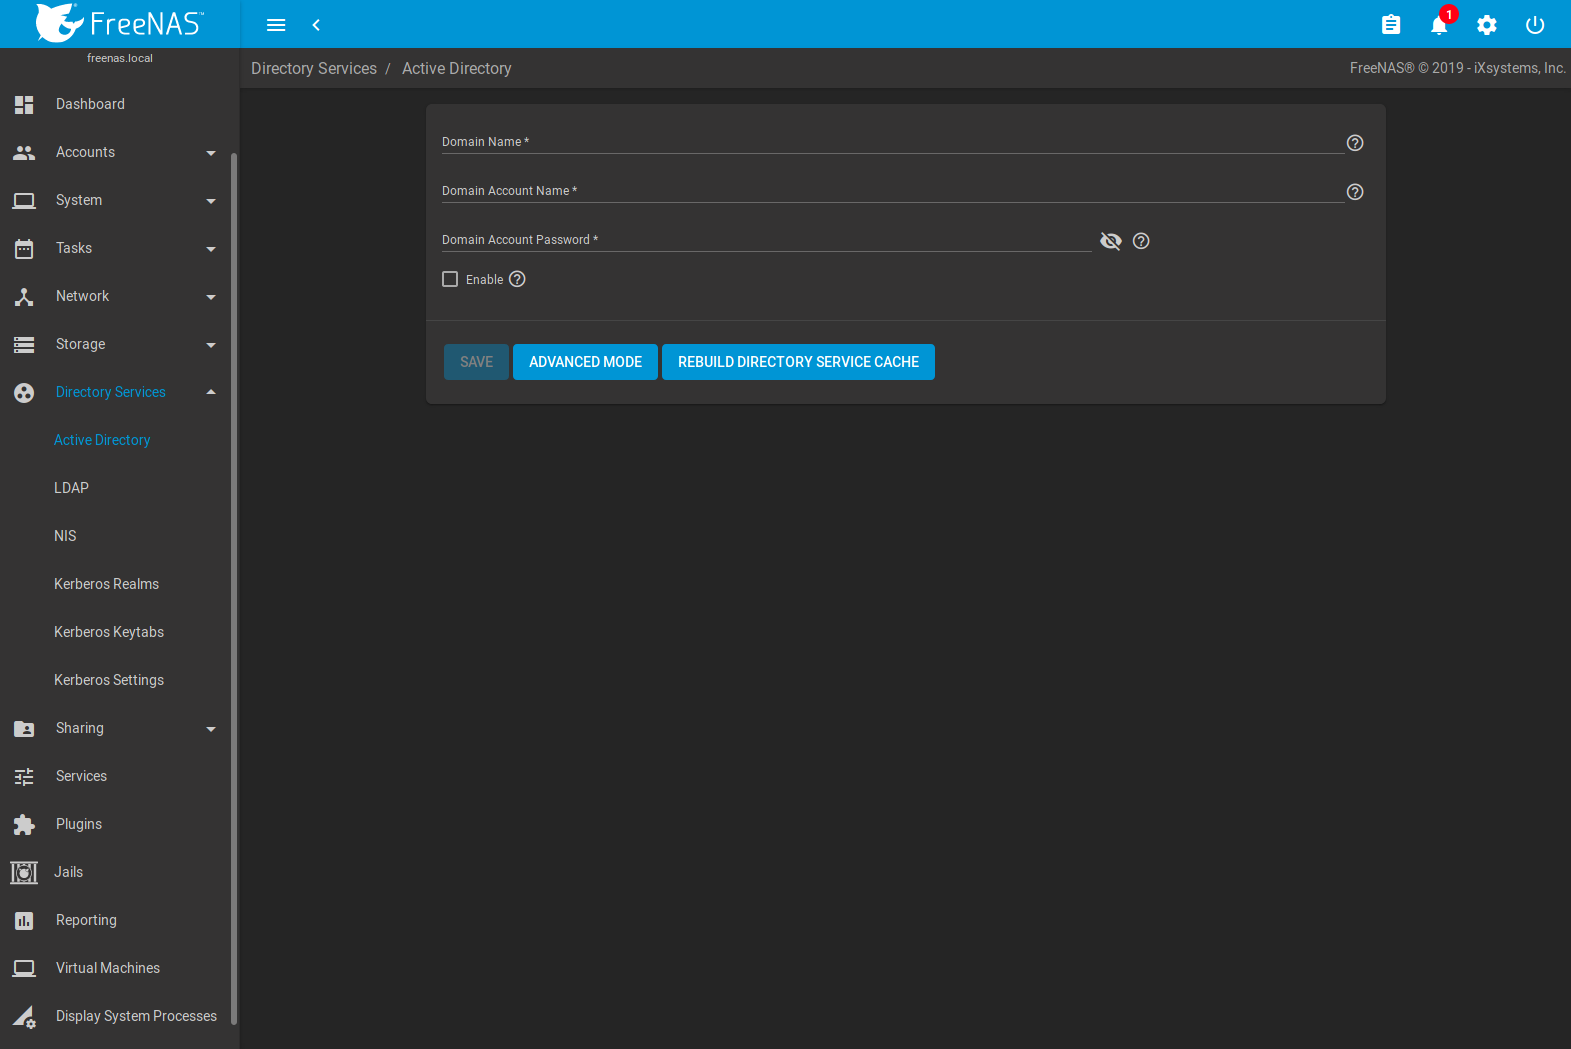 FreeNAS™
1
freenas.local
Directory Services / Active Directory
FreeNAS® © 2019 - iXsystems, Inc.
Dashboard
Accounts
System
Tasks
Network
Storage
Directory Services
Active Directory
LDAP
NIS
Kerberos Realms
Kerberos Keytabs
Kerberos Settings
Sharing
Services
Plugins
Jails
Reporting
Virtual Machines
Display System Processes
Domain Name *
Domain Account Name *
Domain Account Password *
Enable
SAVE ADVANCED MODE REBUILD DIRECTORY SERVICE CACHE